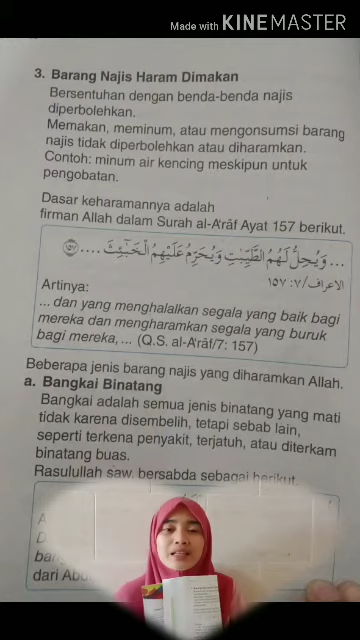 Made with KINEMASTER
3. Barang Najis Haram Dimakan
Bersentuhan dengan benda-benda najis
diperbolehkan.
Memakan, meminum, atau mengonsumsi barang
najis tidak diperbolehkan atau diharamkan.
Contoh: minum air kencing meskipun untuk
pengobatan.
Dasar keharamannya adalah
firman Allah dalam Surah al-A'rāf Ayat 157 berikut.
... وَيُحِلُّ لَهُمُ الطَّيِّبٰتِ وَيُحَرِّمُ عَلَيْهِمُ الْخَبٰۤىِٕثَ .... ﴿١٥٧﴾
الاعراف/٧: ١٥٧
Artinya:
... dan yang menghalalkan segala yang baik bagi
mereka dan mengharamkan segala yang buruk
bagi mereka, ... (Q.S. al-A'rāf/7: 157)
Beberapa jenis barang najis yang diharamkan Allah.
a. Bangkai Binatang
Bangkai adalah semua jenis binatang yang mati
tidak karena disembelih, tetapi sebab lain,
seperti terkena penyakit, terjatuh, atau diterkam
binatang buas.
Rasulullah saw. bersabda sebagai berikut.
dari